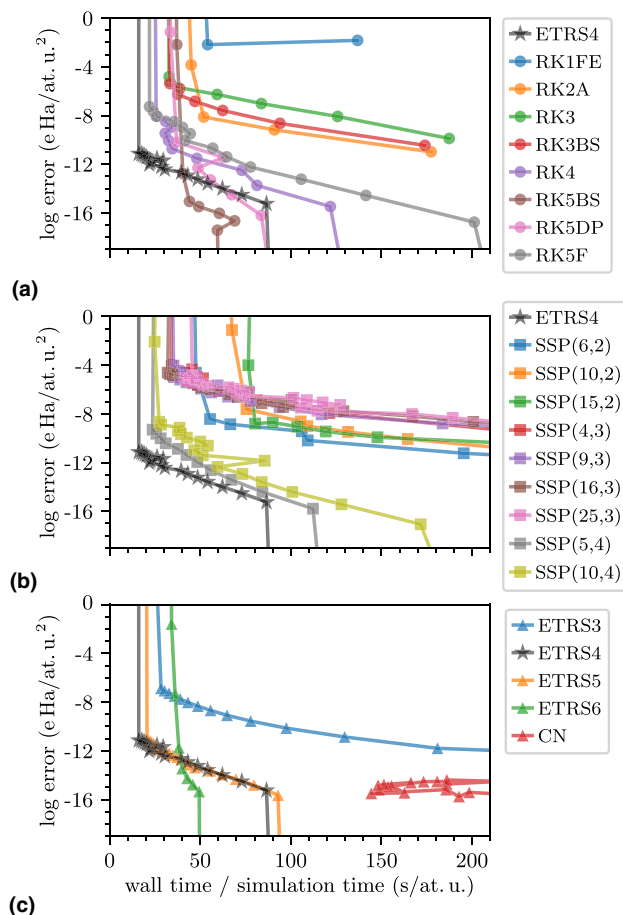 0
-4
-8
-12
-16
log error (e Ha/at. u.²)
(a)
ETRS4
RK1FE
RK2A
RK3
RK3BS
RK4
RK5BS
RK5DP
RK5F
0
-4
-8
-12
-16
log error (e Ha/at. u.²)
(b)
ETRS4
SSP(6,2)
SSP(10,2)
SSP(15,2)
SSP(4,3)
SSP(9,3)
SSP(16,3)
SSP(25,3)
SSP(5,4)
SSP(10,4)
0
-4
-8
-12
-16
log error (e Ha/at. u.²)
0 50 100 150 200
wall time / simulation time (s/at. u.)
(c)
ETRS3
ETRS4
ETRS5
ETRS6
CN